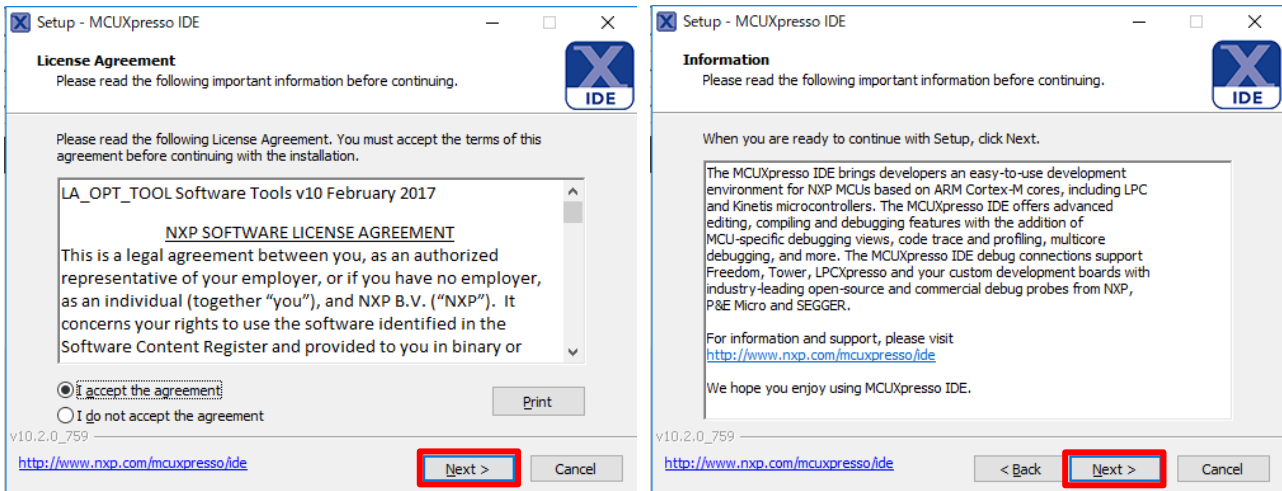 Setup - MCUXpresso IDE
License Agreement
Please read the following important information before continuing.
IDE
Please read the following License Agreement. You must accept the terms of this
agreement before continuing with the installation.
LA_OPT_TOOL Software Tools v10 February 2017
NXP SOFTWARE LICENSE AGREEMENT
This is a legal agreement between you, as an authorized
representative of your employer, or if you have no employer,
as an individual (together “you”), and NXP B.V. (“NXP”).  It
concerns your rights to use the software identified in the
Software Content Register and provided to you in binary or
I accept the agreement
I do not accept the agreement
Print
v10.2.0_759
http://www.nxp.com/mcuxpresso/ide
Next >
Cancel
Setup - MCUXpresso IDE
Information
Please read the following important information before continuing.
IDE
When you are ready to continue with Setup, click Next.
The MCUXpresso IDE brings developers an easy-to-use development
environment for NXP MCUs based on ARM Cortex-M cores, including LPC
and Kinetis microcontrollers. The MCUXpresso IDE offers advanced
editing, compiling and debugging features with the addition of
MCU-specific debugging views, code trace and profiling, multicore
debugging, and more. The MCUXpresso IDE debug connections support
Freedom, Tower, LPCXpresso and your custom development boards with
industry-leading open-source and commercial debug probes from NXP,
P&E Micro and SEGGER.
For information and support, please visit
http://www.nxp.com/mcuxpresso/ide
We hope you enjoy using MCUXpresso IDE.
v10.2.0_759
http://www.nxp.com/mcuxpresso/ide
< Back
Next >
Cancel